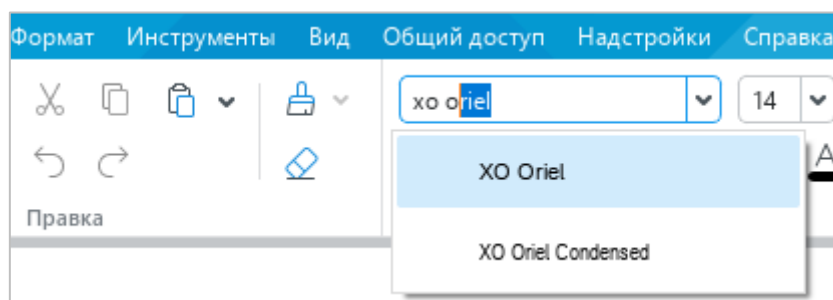 Формат Инструменты Вид Общий доступ Надстройки Справка
xo oriel 14
A
XO Oriel
Правка
XO Oriel Condensed